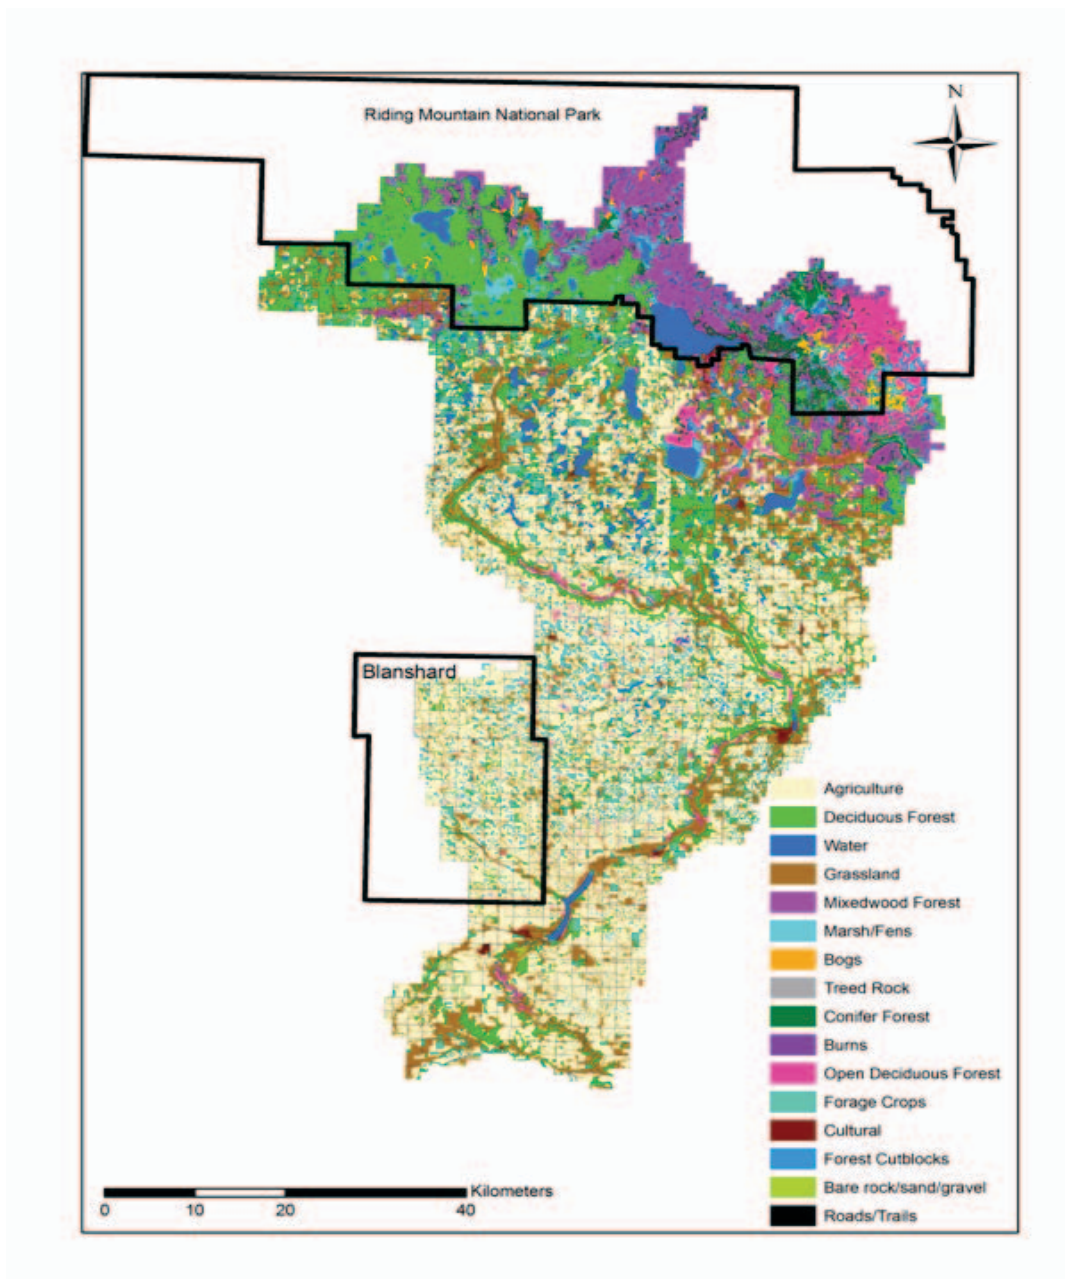 Riding Mountain National Park
N
Blanshard
Agriculture
Deciduous Forest
Water
Grassland
Mixedwood Forest
Marsh/Fens
Bogs
Treed Rock
Conifer Forest
Burns
Open Deciduous Forest
Forage Crops
Cultural
Forest Cutblocks
Bare rock/sand/gravel
Roads/Trails
Kilometers
0 10 20 40